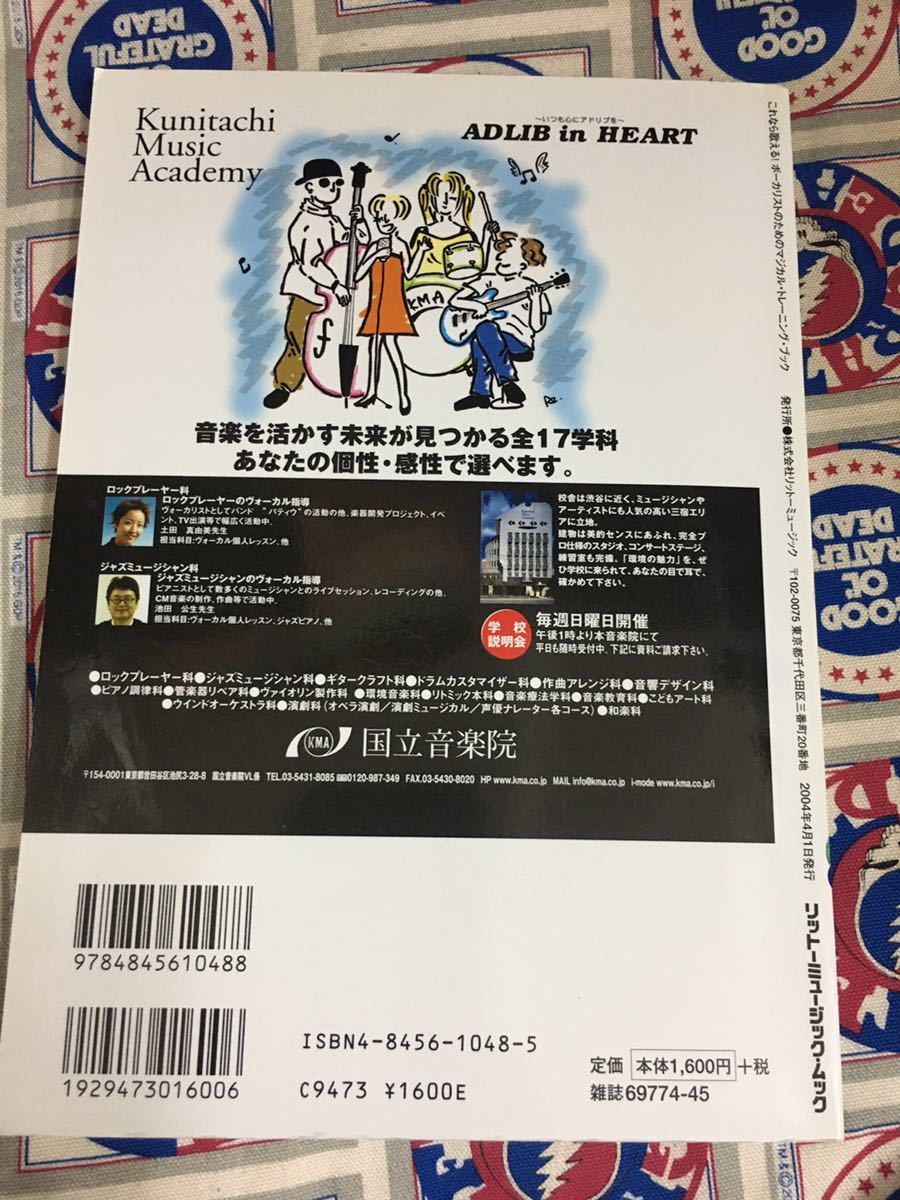 Kunitachi
Music
Academy
～いつも心にアドリブを～
ADLIB in HEART
KMA
音楽を活かす未来が見つかる全17学科
あなたの個性・感性で選べます。
ロックプレーヤー科
ロックプレーヤーのヴォーカル指導
ヴォーカリストとしてバンド “パティウ”の活動の他、楽器開発プロジェクト、イベ
ント、TV出演等で幅広く活動中。
土田 真由美先生
担当科目:ヴォーカル個人レッスン、他
ジャズミュージシャン科
ジャズミュージシャンのヴォーカル指導
ピアニストとして数多くのミュージシャンとのライブセッション、レコーディングの他、
CM音楽の制作、作曲等で活動中。
池田 公生先生
担当科目:ヴォーカル個人レッスン、ジャズピアノ、他
校舎は渋谷に近く、ミュージシャンや
アーティストにも人気の高い三宿エリ
アに立地。
建物は美的センスにあふれ、完全プ
ロ仕様のスタジオ、コンサートステージ、
練習室も完備。「環境の魅力」を、ぜ
ひ学校に来られて、あなたの目で耳で、
確かめて下さい。
学校
説明会
毎週日曜日開催
午後1時より本音楽院にて
平日も随時受付中、下記に資料ご請求下さい。
●ロックプレーヤー科●ジャズミュージシャン科●ギタークラフト科●ドラムカスタマイザー科●作曲アレンジ科●音響デザイン科
●ピアノ調律科●管楽器リペア科●ヴァイオリン製作科 ●環境音楽科●リトミック本科●音楽療法学科●音楽教育科●こどもアート科
●ウインドオーケストラ科●演劇科(オペラ演劇／演劇ミュージカル／声優ナレーター各コース)●和楽科
KMA 国立音楽院
〒154-0001東京都世田谷区池尻3-28-8 国立音楽院VL係 TEL.03-5431-8085 0120-987-349 FAX.03-5430-8020 HP www.kma.co.jp MAIL info@kma.co.jp i-mode www.kma.co.jp/i
9784845610488
1929473016006
ISBN4-8456-1048-5
C9473 ¥1600E
定価 本体1,600円+税
雑誌69774-45
これなら歌える! ボーカリストのためのマジカル・トレーニング・ブック
発行所●株式会社リットーミュージック 〒102-0075 東京都千代田区三番町20番地 2004年4月1日発行
リットーミュージック・ムック
GRATEFUL
DEAD
GOOD
OL'
GOOD
OL'
GRATEFUL
DEAD